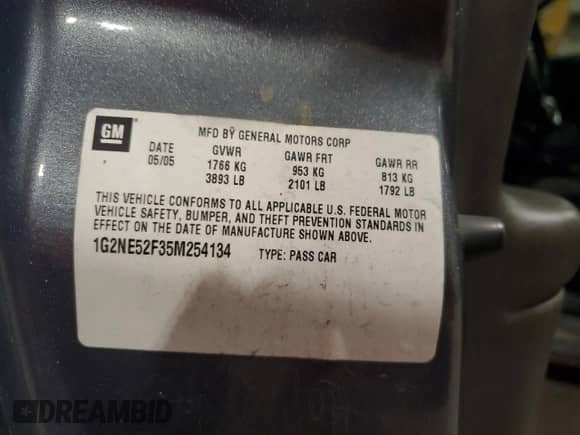 GM
MFD BY GENERAL MOTORS CORP
DATE GVWR GAWR FRT GAWR RR
05/05 1766 KG 953 KG 813 KG
3893 LB 2101 LB 1792 LB
THIS VEHICLE CONFORMS TO ALL APPLICABLE U.S. FEDERAL MOTOR
VEHICLE SAFETY, BUMPER, AND THEFT PREVENTION STANDARDS IN
EFFECT ON THE DATE OF MANUFACTURE SHOWN ABOVE.
1G2NE52F35M254134 TYPE: PASS CAR
DREAMBID